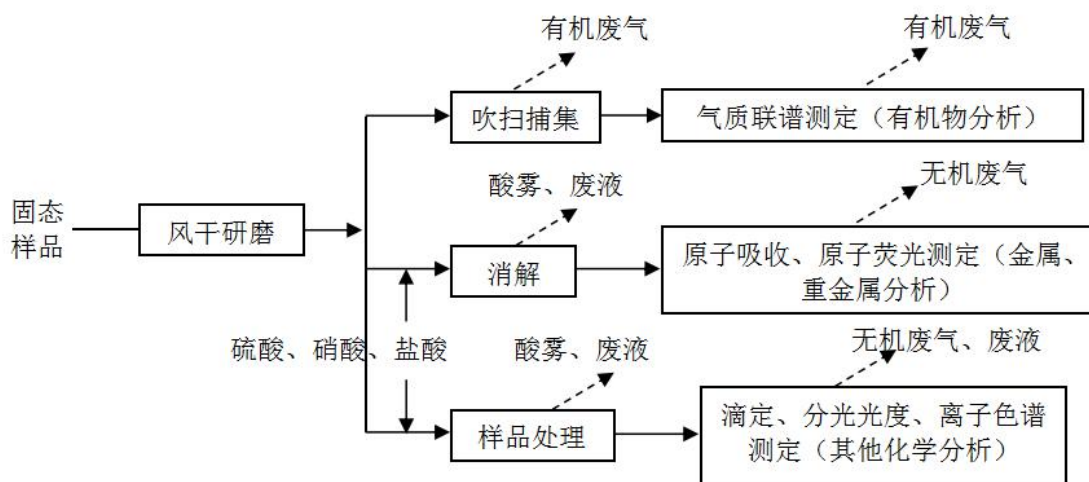 有机废气
有机废气
吹扫捕集
气质联谱测定（有机物分析）
酸雾、废液
无机废气
固态
样品
风干研磨
消解
原子吸收、原子荧光测定（金属、
重金属分析）
硫酸、硝酸、盐酸
酸雾、废液
无机废气、废液
样品处理
滴定、分光光度、离子色谱
测定（其他化学分析）